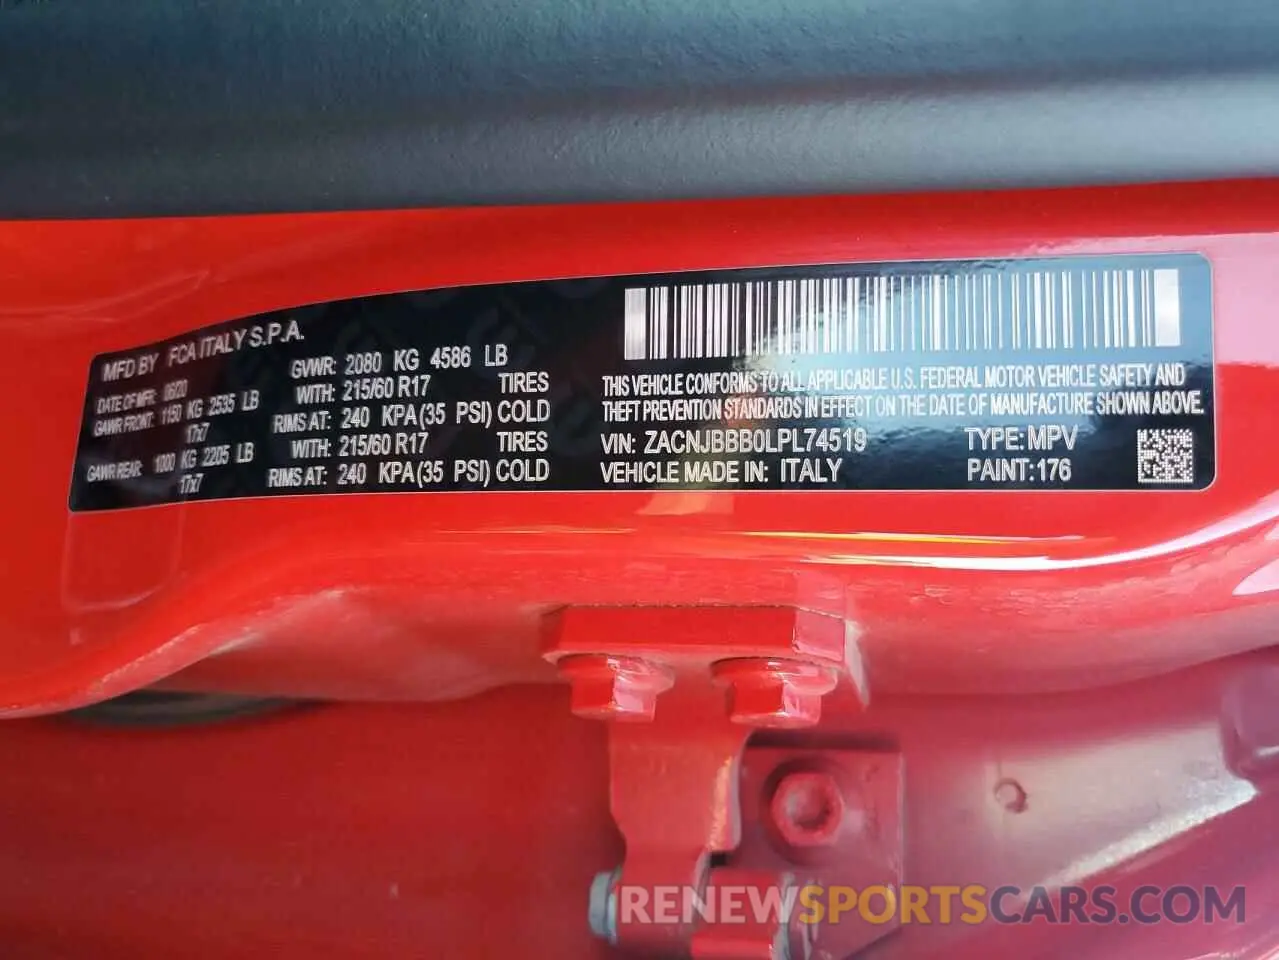 MFD BY FCA ITALY S.P.A.
DATE OF MFR: 06/20 GVWR: 2080 KG 4586 LB
GAWR FRONT: 1150 KG 2535 LB WITH: 215/60 R17 TIRES
17x7 RIMS AT: 240 KPA (35 PSI) COLD
GAWR REAR: 1000 KG 2205 LB WITH: 215/60 R17 TIRES
17x7 RIMS AT: 240 KPA (35 PSI) COLD
THIS VEHICLE CONFORMS TO ALL APPLICABLE U.S. FEDERAL MOTOR VEHICLE SAFETY AND
THEFT PREVENTION STANDARDS IN EFFECT ON THE DATE OF MANUFACTURE SHOWN ABOVE.
VIN: ZACNJBBB0LPL74519 TYPE: MPV
VEHICLE MADE IN: ITALY PAINT: 176
RENEWSPORTSCARS.COM